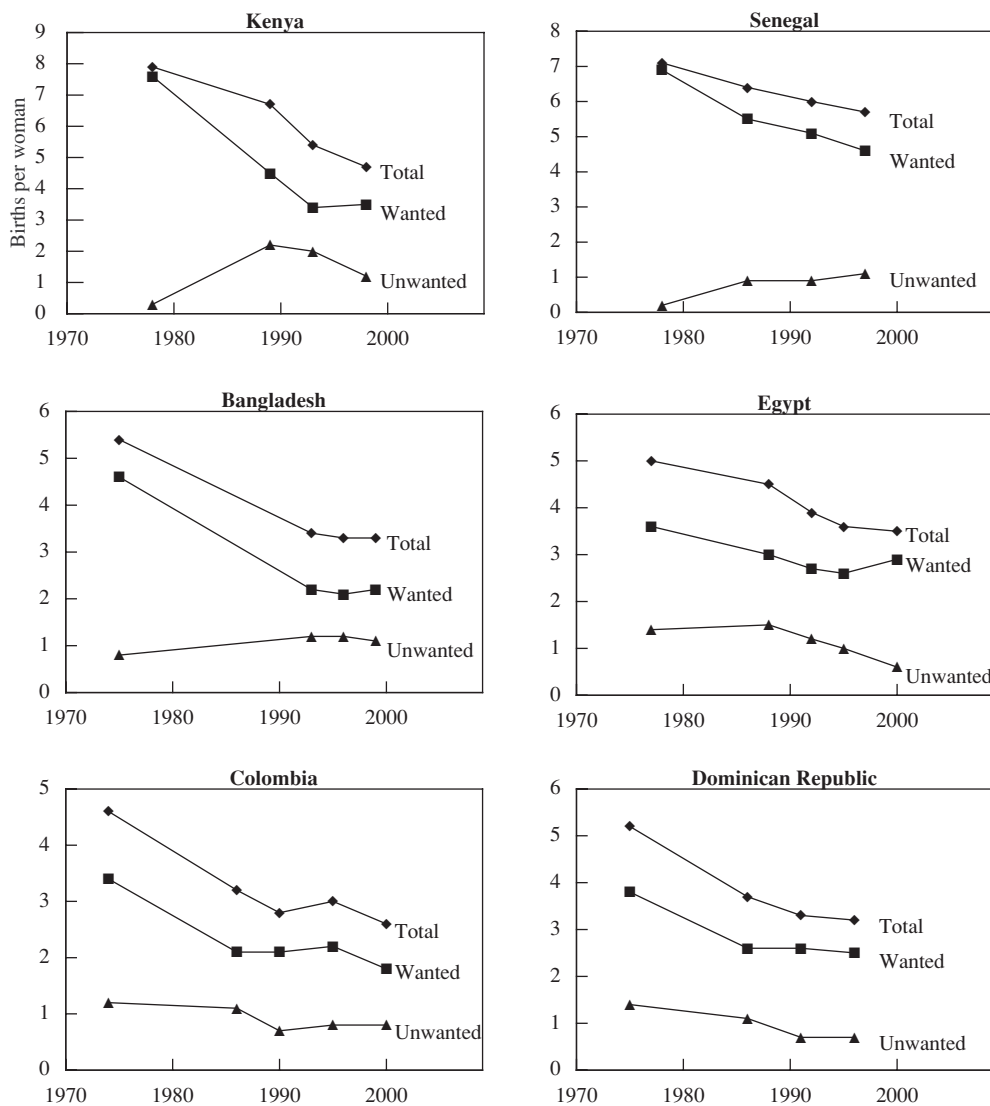 Kenya
Births per woman
9
8
7
6
5
4
3
2
1
0
1970 1980 1990 2000
Total
Wanted
Unwanted
Senegal
8
7
6
5
4
3
2
1
0
1970 1980 1990 2000
Total
Wanted
Unwanted
Bangladesh
6
5
4
3
2
1
0
1970 1980 1990 2000
Total
Wanted
Unwanted
Egypt
6
5
4
3
2
1
0
1970 1980 1990 2000
Total
Wanted
Unwanted
Colombia
5
4
3
2
1
0
1970 1980 1990 2000
Total
Wanted
Unwanted
Dominican Republic
6
5
4
3
2
1
0
1970 1980 1990 2000
Total
Wanted
Unwanted